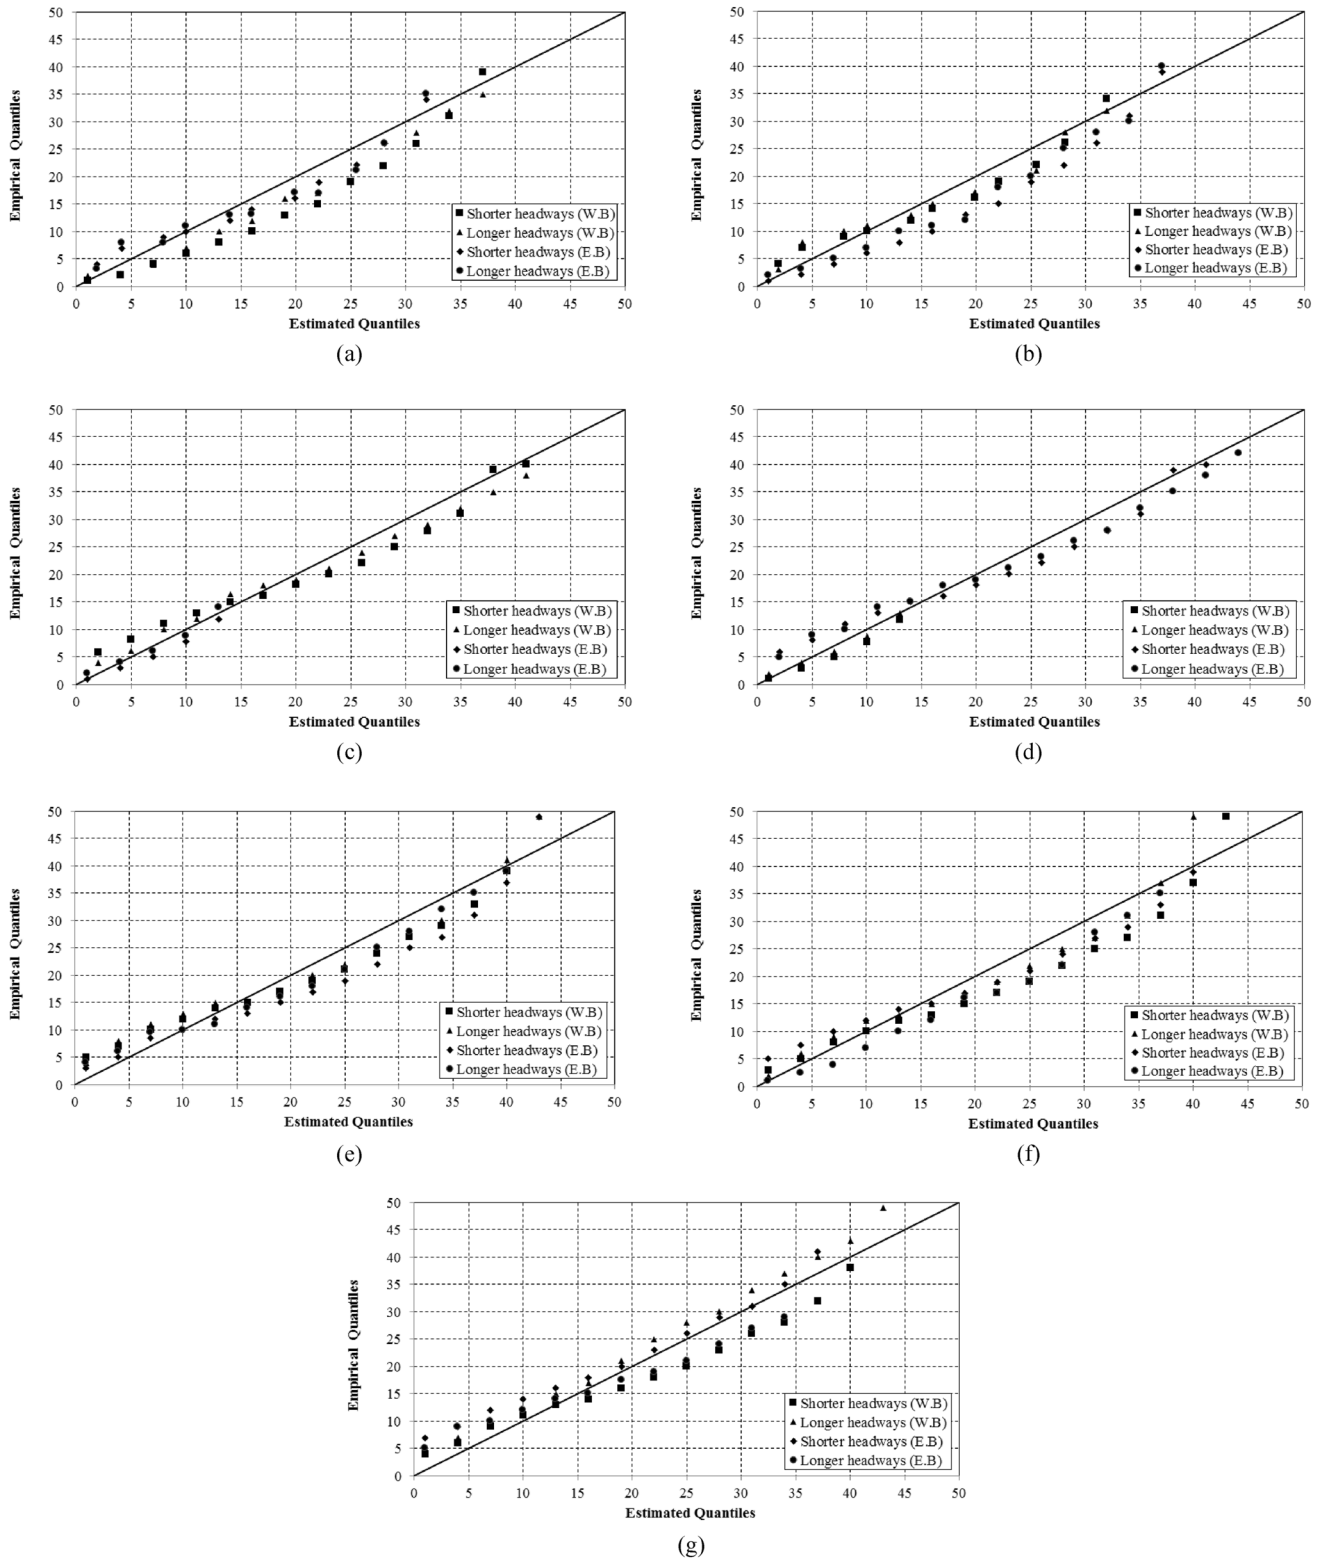 50
45
40
35
30
25
20
15
10
5
0
Empirical Quantiles
Shorter headways (W.B)
Longer headways (W.B)
Shorter headways (E.B)
Longer headways (E.B)
0 5 10 15 20 25 30 35 40 45 50
Estimated Quantiles
(a)
50
45
40
35
30
25
20
15
10
5
0
Empirical Quantiles
Shorter headways (W.B)
Longer headways (W.B)
Shorter headways (E.B)
Longer headways (E.B)
0 5 10 15 20 25 30 35 40 45 50
Estimated Quantiles
(b)
50
45
40
35
30
25
20
15
10
5
0
Empirical Quantiles
Shorter headways (W.B)
Longer headways (W.B)
Shorter headways (E.B)
Longer headways (E.B)
0 5 10 15 20 25 30 35 40 45 50
Estimated Quantiles
(c)
50
45
40
35
30
25
20
15
10
5
0
Empirical Quantiles
Shorter headways (W.B)
Longer headways (W.B)
Shorter headways (E.B)
Longer headways (E.B)
0 5 10 15 20 25 30 35 40 45 50
Estimated Quantiles
(d)
50
45
40
35
30
25
20
15
10
5
0
Empirical Quantiles
Shorter headways (W.B)
Longer headways (W.B)
Shorter headways (E.B)
Longer headways (E.B)
0 5 10 15 20 25 30 35 40 45 50
Estimated Quantiles
(e)
50
45
40
35
30
25
20
15
10
5
0
Empirical Quantiles
Shorter headways (W.B)
Longer headways (W.B)
Shorter headways (E.B)
Longer headways (E.B)
0 5 10 15 20 25 30 35 40 45 50
Estimated Quantiles
(f)
50
45
40
35
30
25
20
15
10
5
0
Empirical Quantiles
Shorter headways (W.B)
Longer headways (W.B)
Shorter headways (E.B)
Longer headways (E.B)
0 5 10 15 20 25 30 35 40 45 50
Estimated Quantiles
(g)